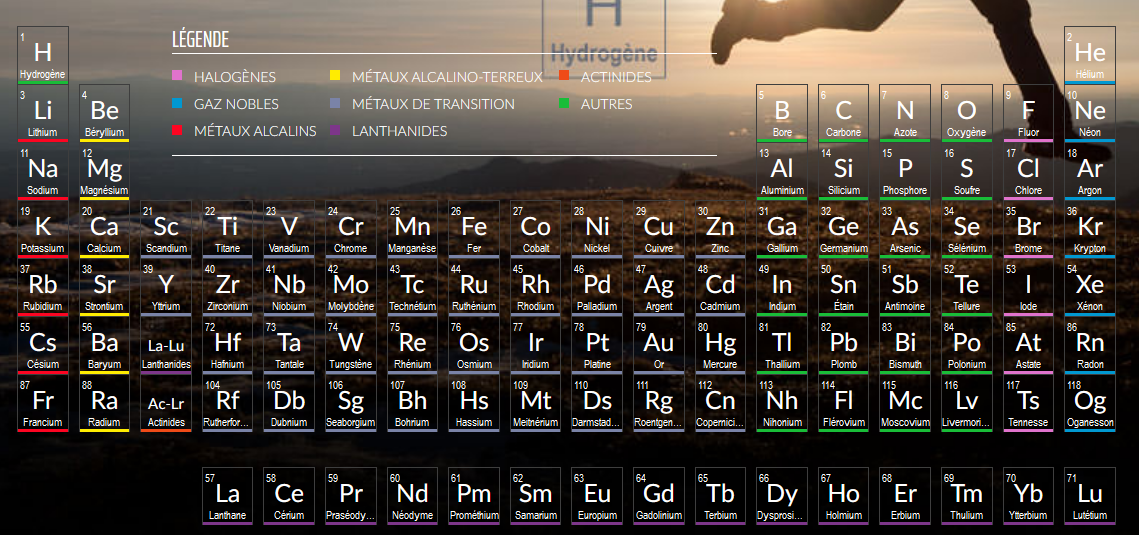 H
Hydrogène
LÉGENDE
HALOGÈNES MÉTAUX ALCALINO-TERREUX ACTINIDES
GAZ NOBLES MÉTAUX DE TRANSITION AUTRES
MÉTAUX ALCALINS LANTHANIDES
1 2
H He
Hydrogène Hélium
3 4 5 6 7 8 9 10
Li Be B C N O F Ne
Lithium Béryllium Bore Carbone Azote Oxygène Fluor Néon
11 12 13 14 15 16 17 18
Na Mg Al Si P S Cl Ar
Sodium Magnésium Aluminium Silicium Phosphore Soufre Chlore Argon
19 20 21 22 23 24 25 26 27 28 29 30 31 32 33 34 35 36
K Ca Sc Ti V Cr Mn Fe Co Ni Cu Zn Ga Ge As Se Br Kr
Potassium Calcium Scandium Titane Vanadium Chrome Manganèse Fer Cobalt Nickel Cuivre Zinc Gallium Germanium Arsenic Sélénium Brome Krypton
37 38 39 40 41 42 43 44 45 46 47 48 49 50 51 52 53 54
Rb Sr Y Zr Nb Mo Tc Ru Rh Pd Ag Cd In Sn Sb Te I Xe
Rubidium Strontium Yttrium Zirconium Niobium Molybdène Technétium Ruthénium Rhodium Palladium Argent Cadmium Indium Étain Antimoine Tellure Iode Xénon
55 56 72 73 74 75 76 77 78 79 80 81 82 83 84 85 86
Cs Ba La-Lu Hf Ta W Re Os Ir Pt Au Hg Tl Pb Bi Po At Rn
Césium Baryum Lanthanides Hafnium Tantale Tungstène Rhénium Osmium Iridium Platine Or Mercure Thallium Plomb Bismuth Polonium Astate Radon
87 88 104 105 106 107 108 109 110 111 112 113 114 115 116 117 118
Fr Ra Ac-Lr Rf Db Sg Bh Hs Mt Ds Rg Cn Nh Fl Mc Lv Ts Og
Francium Radium Actinides Rutherfor... Dubnium Seaborgium Bohrium Hassium Meitnérium Darmstad... Roentgen... Copernici... Nihonium Flérovium Moscovium Livermori... Tennesse Oganesson
57 58 59 60 61 62 63 64 65 66 67 68 69 70 71
La Ce Pr Nd Pm Sm Eu Gd Tb Dy Ho Er Tm Yb Lu
Lanthane Cérium Praséody... Néodyme Prométhium Samarium Europium Gadolinium Terbium Dysprosi... Holmium Erbium Thulium Ytterbium Lutétium